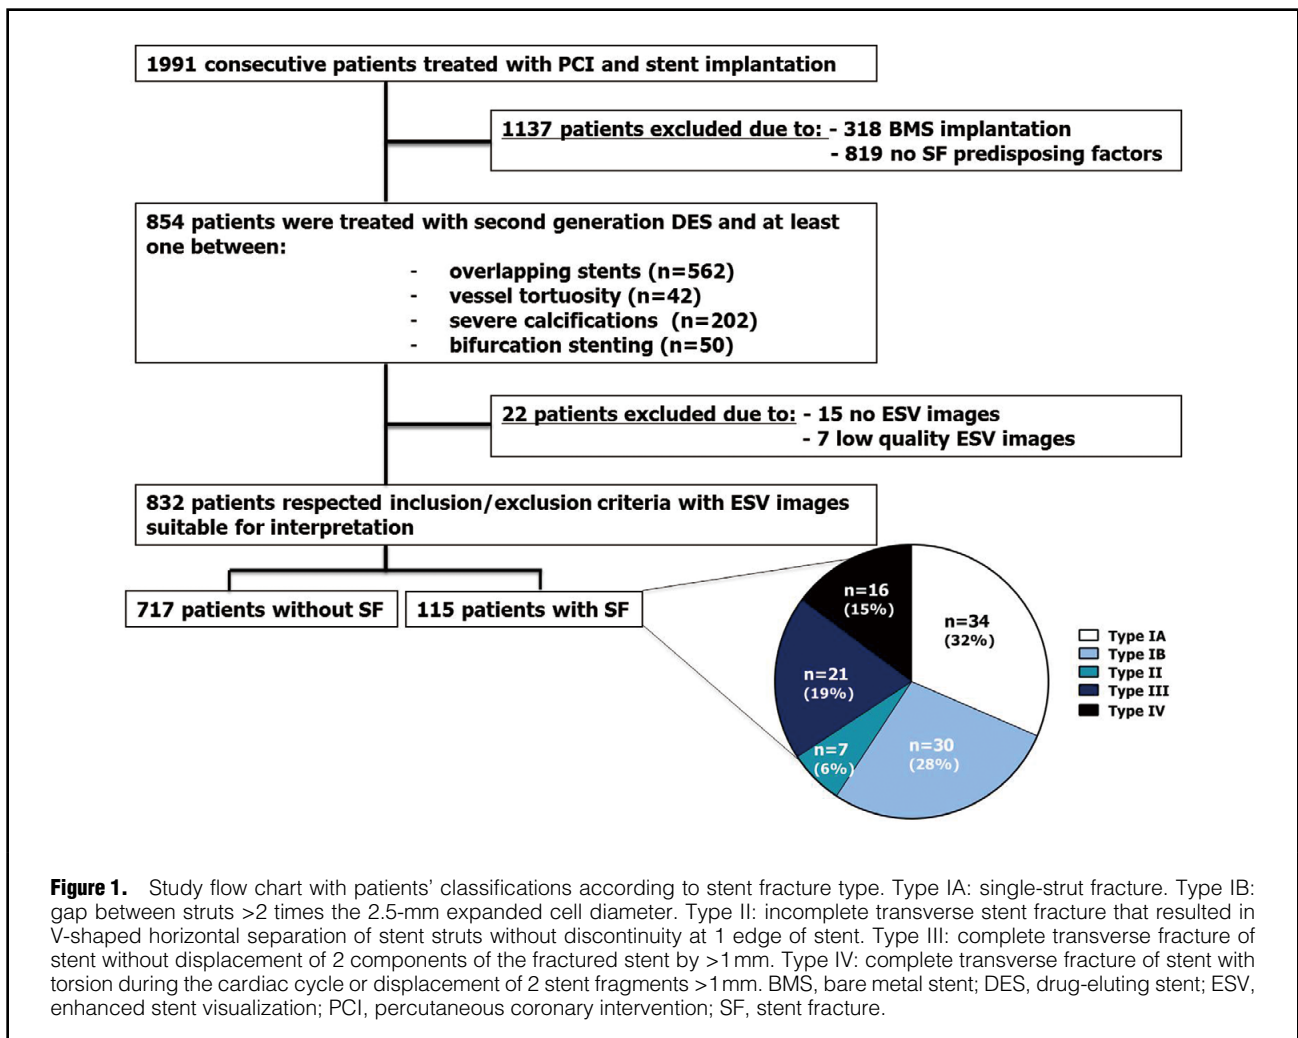 1991 consecutive patients treated with PCI and stent implantation
1137 patients excluded due to: - 318 BMS implantation
- 819 no SF predisposing factors
854 patients were treated with second generation DES and at least
one between:
- overlapping stents (n=562)
- vessel tortuosity (n=42)
- severe calcifications (n=202)
- bifurcation stenting (n=50)
22 patients excluded due to: - 15 no ESV images
- 7 low quality ESV images
832 patients respected inclusion/exclusion criteria with ESV images
suitable for interpretation
717 patients without SF
115 patients with SF
n=16
(15%)
n=34
(32%)
n=21
(19%)
n=7
(6%)
n=30
(28%)
Type IA
Type IB
Type II
Type III
Type IV
Figure 1. Study flow chart with patients' classifications according to stent fracture type. Type IA: single-strut fracture. Type IB:
gap between struts >2 times the 2.5-mm expanded cell diameter. Type II: incomplete transverse stent fracture that resulted in
V-shaped horizontal separation of stent struts without discontinuity at 1 edge of stent. Type III: complete transverse fracture of
stent without displacement of 2 components of the fractured stent by >1 mm. Type IV: complete transverse fracture of stent with
torsion during the cardiac cycle or displacement of 2 stent fragments >1 mm. BMS, bare metal stent; DES, drug-eluting stent; ESV,
enhanced stent visualization; PCI, percutaneous coronary intervention; SF, stent fracture.